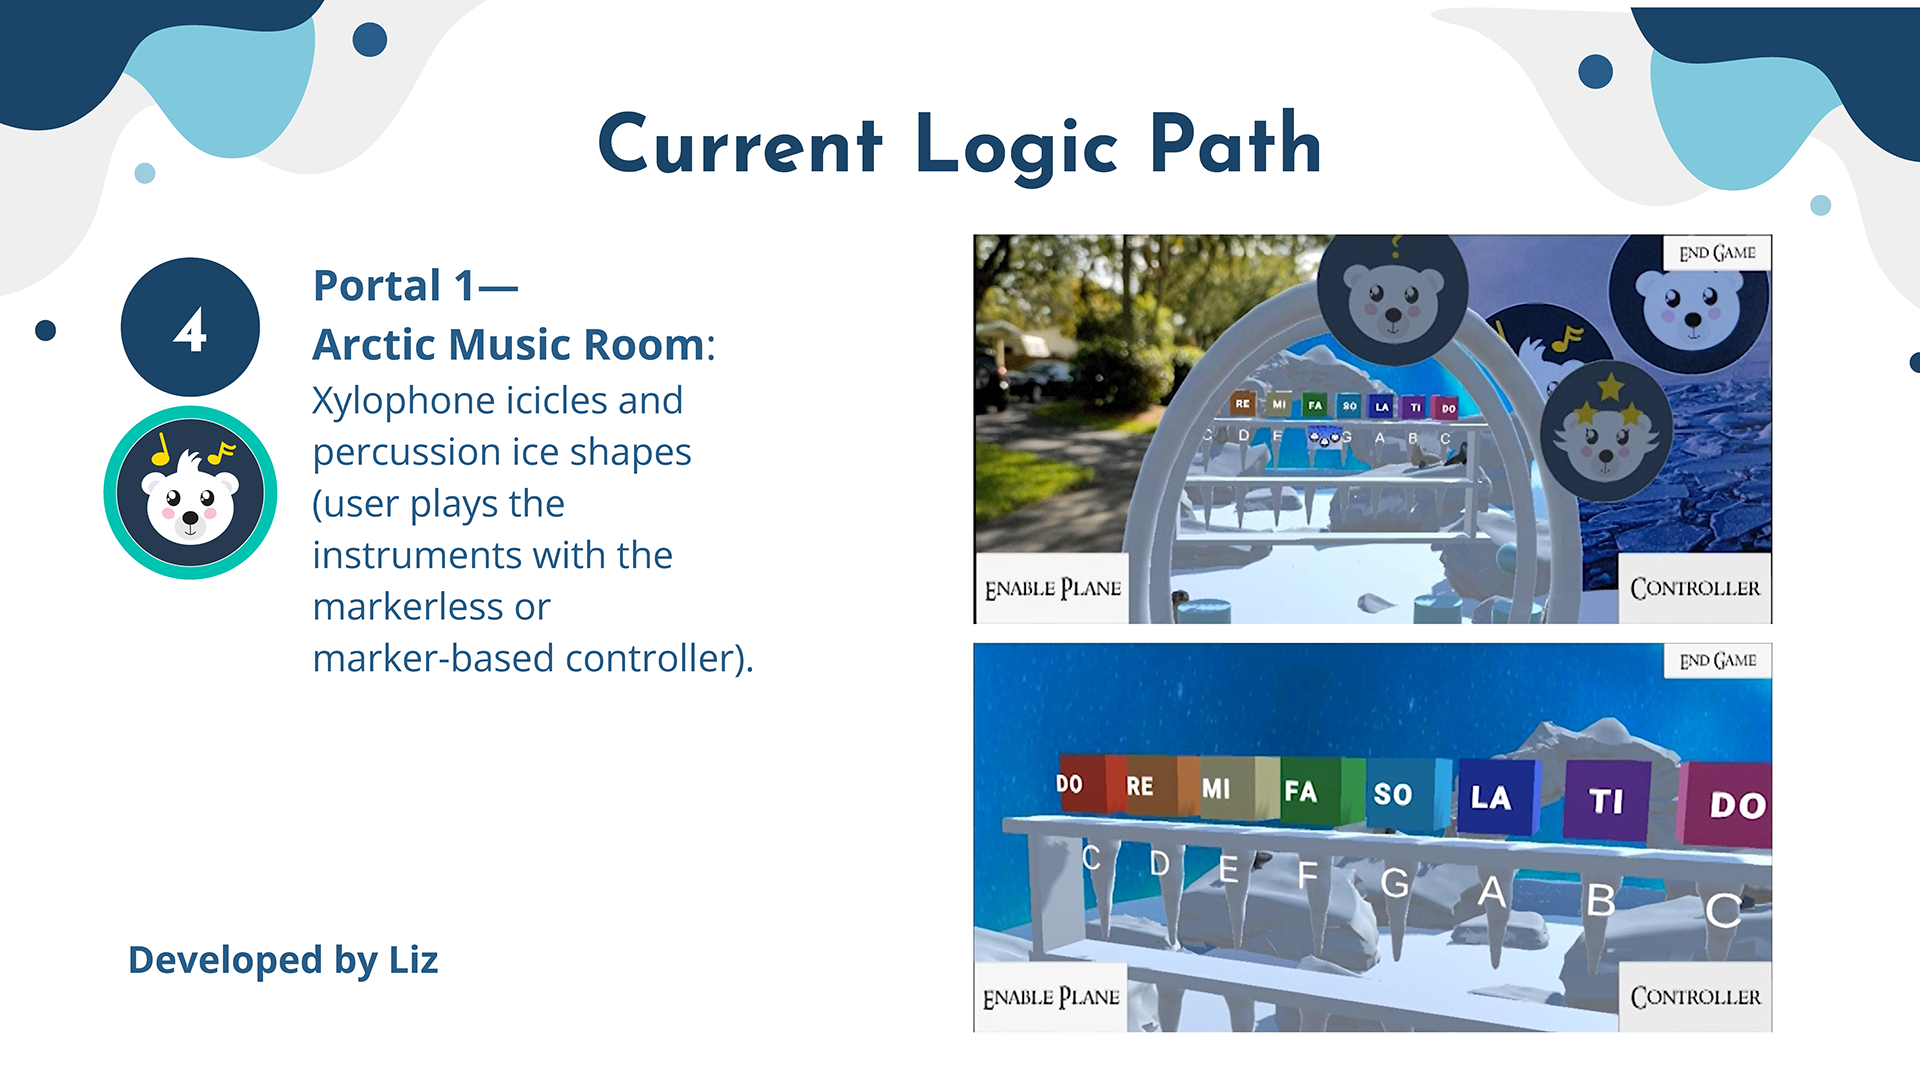 Current Logic Path
4
Portal 1—
Arctic Music Room:
Xylophone icicles and
percussion ice shapes
(user plays the
instruments with the
markerless or
marker-based controller).
Developed by Liz
?
END GAME
RE MI FA SO LA TI DO
C D E G A B C
ENABLE PLANE
CONTROLLER
END GAME
DO RE MI FA SO LA TI DO
C D E F G A B C
ENABLE PLANE
CONTROLLER